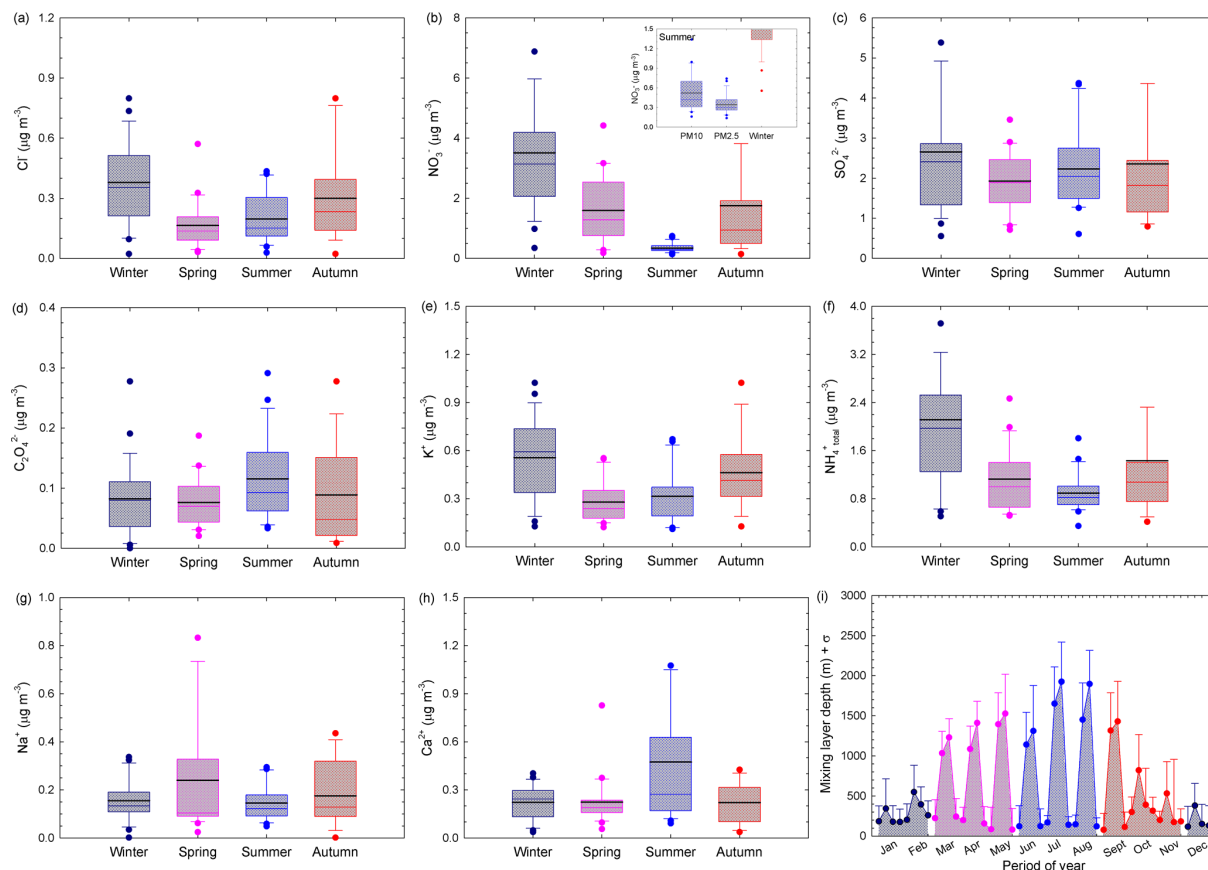 (a)
1.2
0.9
0.6
0.3
0.0
Cl⁻ (μg m⁻³)
Winter Spring Summer Autumn
(b)
8
6
4
2
0
NO₃⁻ (μg m⁻³)
Winter Spring Summer Autumn
Summer
1.5
1.2
0.9
0.6
0.3
0.0
NO₃⁻ (μg m⁻³)
PM10 PM2.5 Winter
(c)
6
5
4
3
2
1
0
SO₄²⁻ (μg m⁻³)
Winter Spring Summer Autumn
(d)
0.4
0.3
0.2
0.1
0.0
C₂O₄²⁻ (μg m⁻³)
Winter Spring Summer Autumn
(e)
1.5
1.2
0.9
0.6
0.3
0.0
K⁺ (μg m⁻³)
Winter Spring Summer Autumn
(f)
4.0
3.2
2.4
1.6
0.8
0.0
NH₄⁺ total (μg m⁻³)
Winter Spring Summer Autumn
(g)
1.0
0.8
0.6
0.4
0.2
0.0
Na⁺ (μg m⁻³)
Winter Spring Summer Autumn
(h)
1.5
1.2
0.9
0.6
0.3
0.0
Ca²⁺ (μg m⁻³)
Winter Spring Summer Autumn
(i)
3000
2500
2000
1500
1000
500
0
Mixing layer depth (m) + σ
Jan Feb Mar Apr May Jun Jul Aug Sept Oct Nov Dec
Period of year